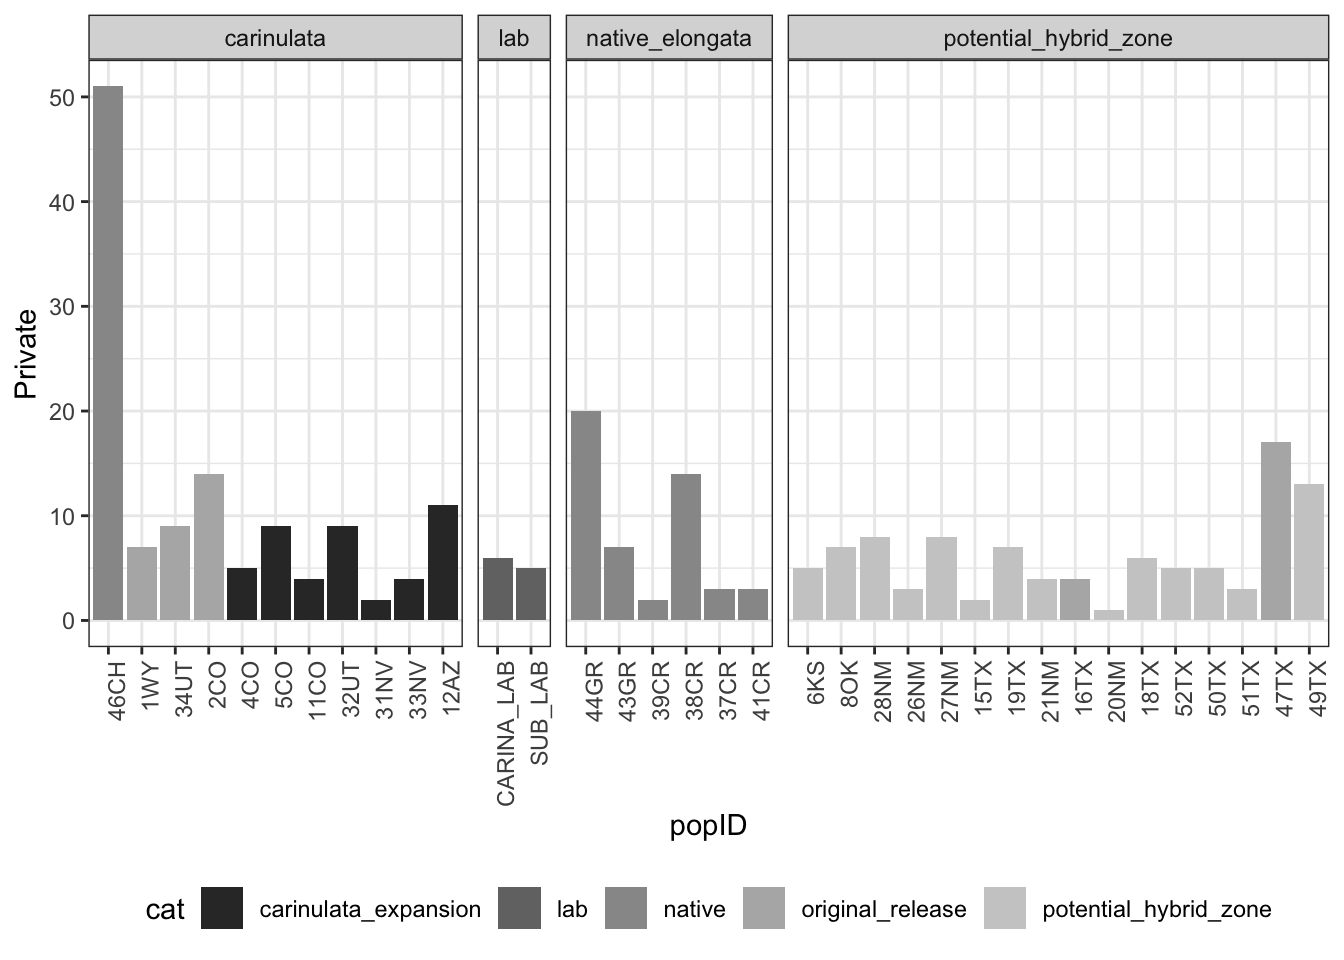 carinulata lab native_elongata potential_hybrid_zone
50
40
30
20
10
0
Private
46CH 1WY 34UT 2CO 4CO 5CO 11CO 32UT 31NV 33NV 12AZ CARINA_LAB SUB_LAB 44GR 43GR 39CR 38CR 37CR 41CR 6KS 8OK 28NM 26NM 27NM 15TX 19TX 21NM 16TX 20NM 18TX 52TX 50TX 51TX 47TX 49TX
popID
cat carinulata_expansion lab native original_release potential_hybrid_zone